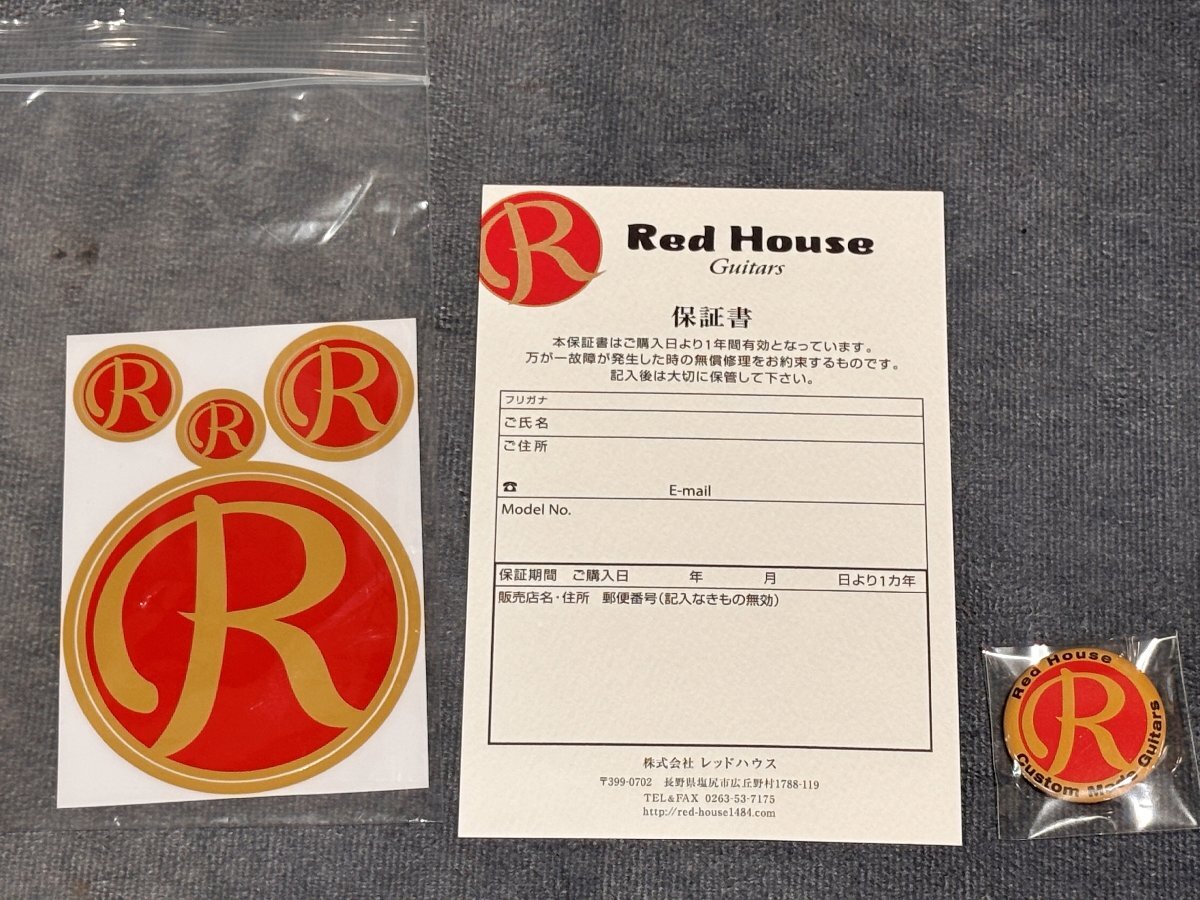 R
R
R
R
R
Red House
Guitars
保証書
本保証書はご購入日より1年間有効となっています。
万が一故障が発生した時の無償修理をお約束するものです。
記入後は大切に保管して下さい。
フリガナ
ご氏名
ご住所
☎ E-mail
Model No.
保証期間 ご購入日 年 月 日より1カ年
販売店名・住所 郵便番号(記入なきもの無効)
株式会社 レッドハウス
〒399-0702 長野県塩尻市広丘野村1788-119
TEL&FAX 0263-53-7175
http://red-house1484.com
Red House
R
Custom Made Guitars